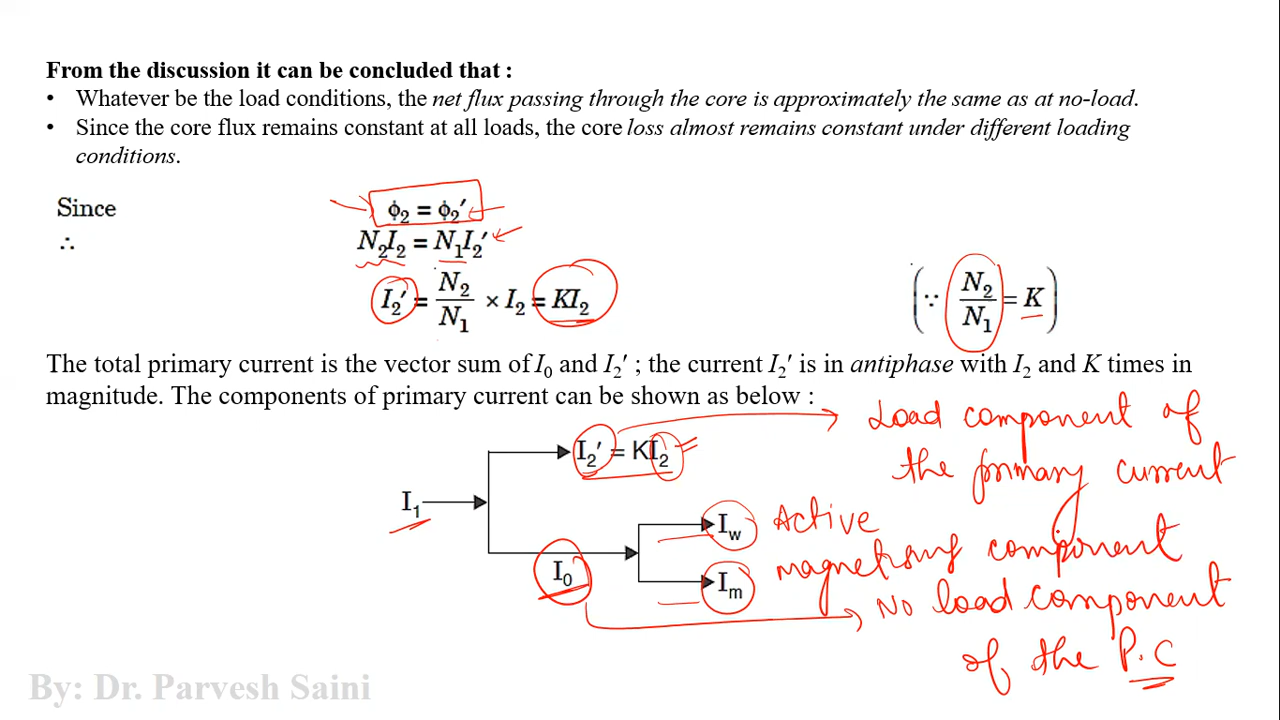 From the discussion it can be concluded that :
• Whatever be the load conditions, the net flux passing through the core is approximately the same as at no-load.
• Since the core flux remains constant at all loads, the core loss almost remains constant under different loading
conditions.
Since ϕ₂ = ϕ₂′
∴ N₂I₂ = N₁I₂′
I₂′ = N₂/N₁ × I₂ = KI₂ (∵ N₂/N₁ = K)
The total primary current is the vector sum of I₀ and I₂′ ; the current I₂′ is in antiphase with I₂ and K times in
magnitude. The components of primary current can be shown as below :
I₂′ = KI₂
Load component of
the primary current
I₁
I_w Active
I₀
I_m magnetising component
No load component
of the P.C
By: Dr. Parvesh Saini